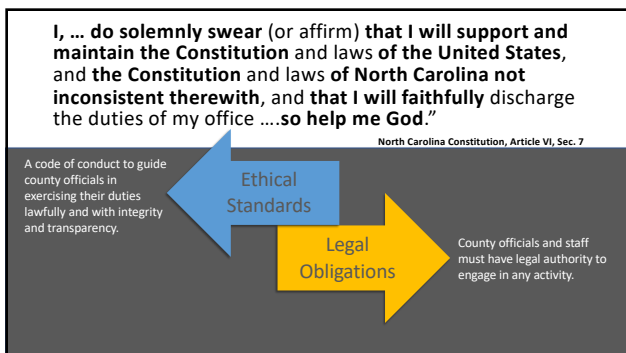 I, … do solemnly swear (or affirm) that I will support and
maintain the Constitution and laws of the United States,
and the Constitution and laws of North Carolina not
inconsistent therewith, and that I will faithfully discharge
the duties of my office ….so help me God.”
North Carolina Constitution, Article VI, Sec. 7
A code of conduct to guide
county officials in
exercising their duties
lawfully and with integrity
and transparency.
Ethical
Standards
Legal
Obligations
County officials and staff
must have legal authority to
engage in any activity.